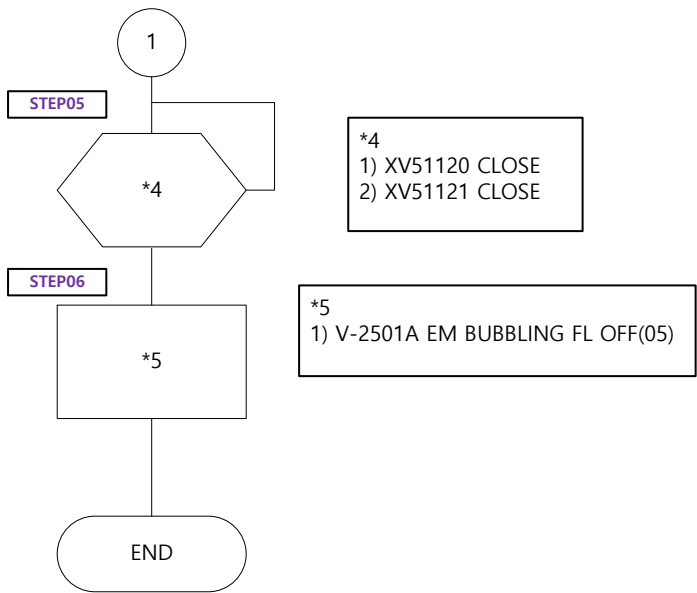 1
STEP05
*4
*4
1) XV51120 CLOSE
2) XV51121 CLOSE
STEP06
*5
*5
1) V-2501A EM BUBBLING FL OFF(05)
END